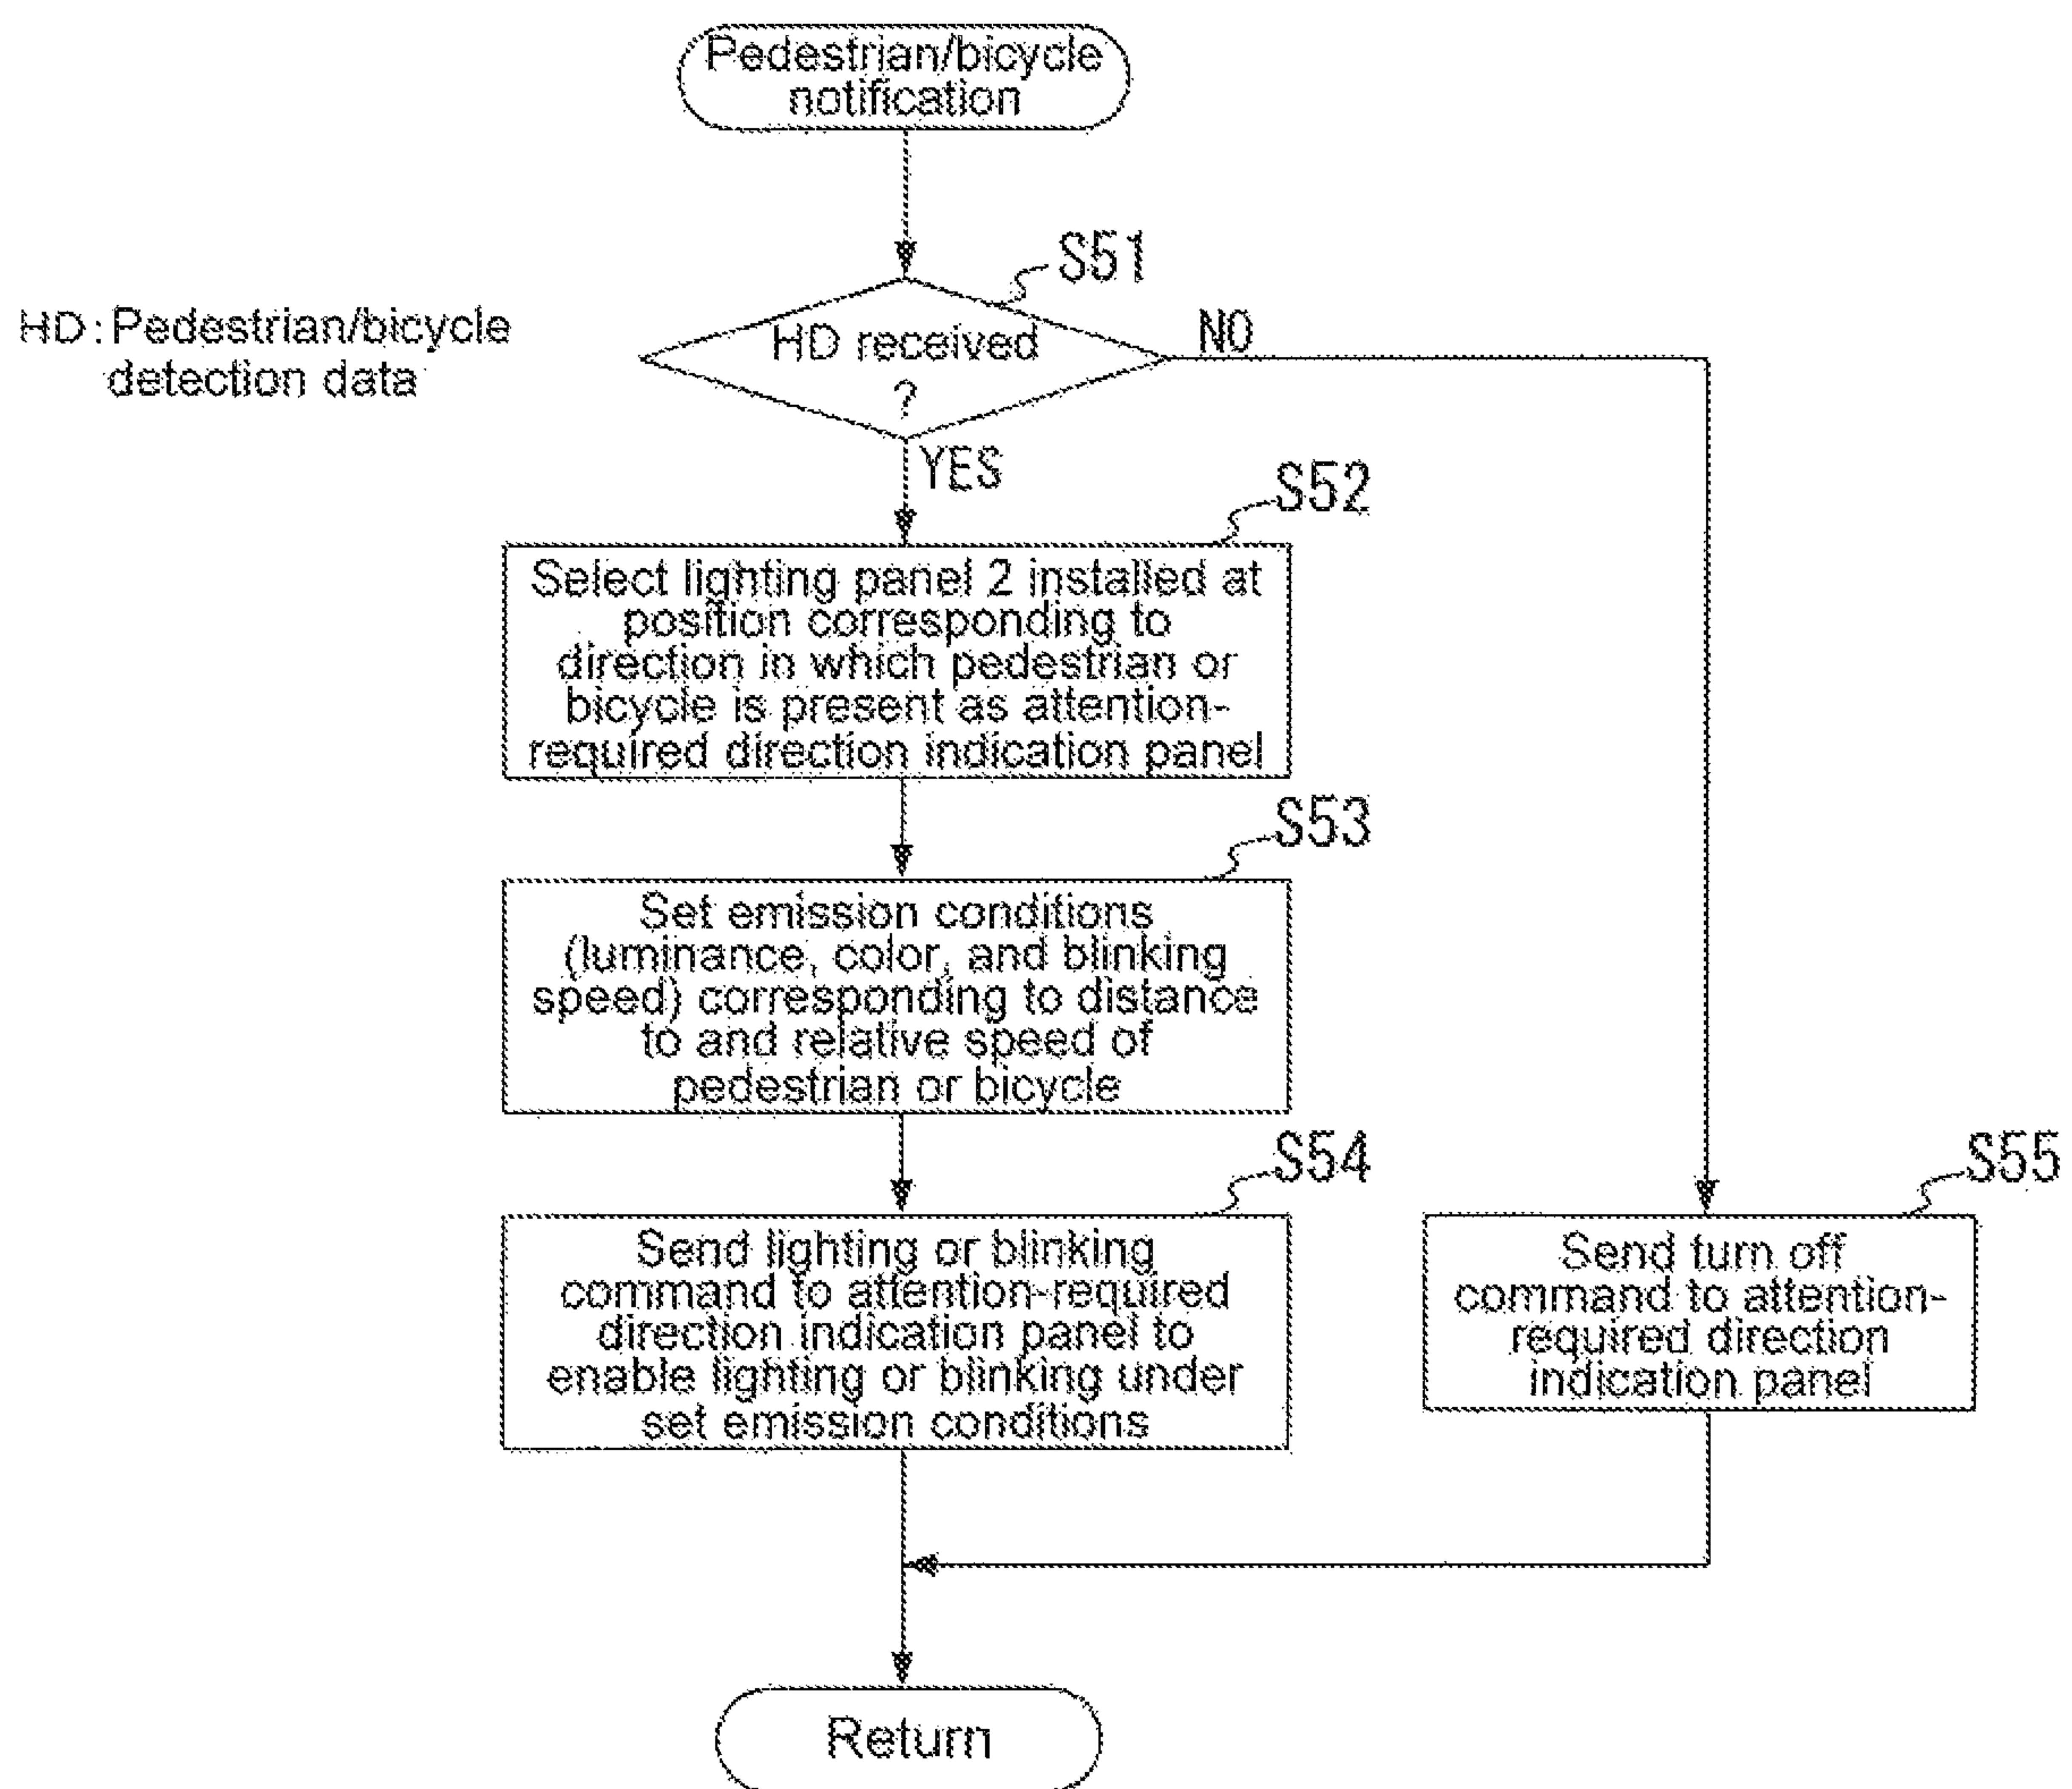 Pedestrian/bicycle
notification
S51
HD: Pedestrian/bicycle
detection data
HD received
?
NO
YES
S52
Select lighting panel 2 installed at
position corresponding to
direction in which pedestrian or
bicycle is present as attention-
required direction indication panel
S53
Set emission conditions
(luminance, color, and blinking
speed) corresponding to distance
to and relative speed of
pedestrian or bicycle
S54
Send lighting or blinking
command to attention-required
direction indication panel to
enable lighting or blinking under
set emission conditions
S55
Send turn off
command to attention-
required direction
indication panel
Return